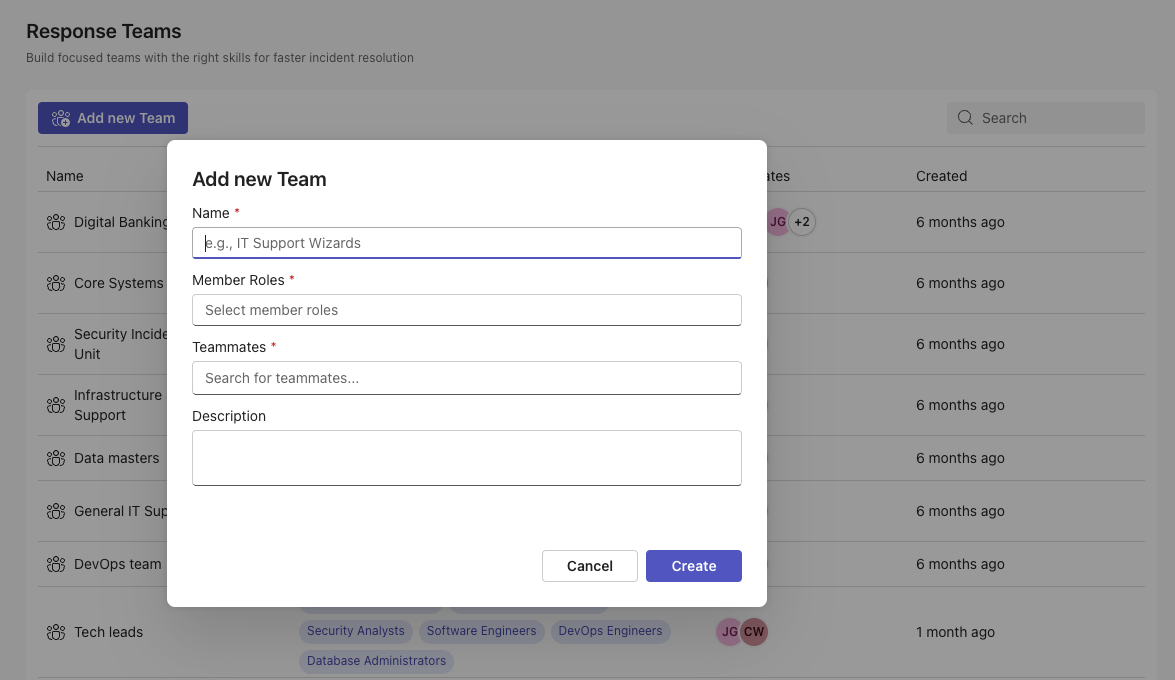 Response Teams
Build focused teams with the right skills for faster incident resolution
Add new Team
Search
Name
Created
Digital Banking
JG +2
6 months ago
Core Systems
6 months ago
Security
Unit
6 months ago
Infrastructure
Support
6 months ago
Data masters
6 months ago
General IT
6 months ago
DevOps team
6 months ago
Tech leads
Security Analysts Software Engineers DevOps Engineers
Database Administrators
JG CW
1 month ago
Add new Team
Name *
e.g., IT Support Wizards
Member Roles *
Select member roles
Teammates *
Search for teammates...
Description
Cancel
Create